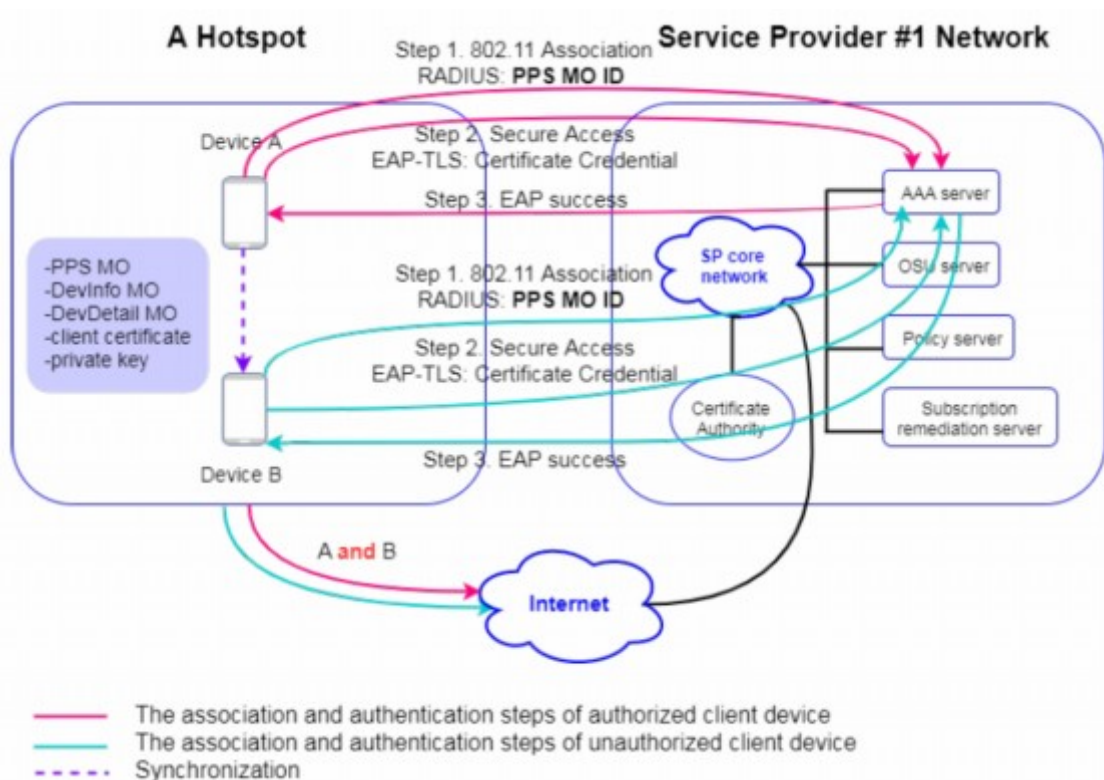 A Hotspot
Service Provider #1 Network
Step 1. 802.11 Association
RADIUS: PPS MO ID
Device A
Step 2. Secure Access
EAP-TLS: Certificate Credential
Step 3. EAP success
AAA server
-PPS MO
-DevInfo MO
-DevDetail MO
-client certificate
-private key
SP core
network
OSU server
Step 1. 802.11 Association
RADIUS: PPS MO ID
Step 2. Secure Access
EAP-TLS: Certificate Credential
Policy server
Certificate
Authority
Subscription
remediation server
Step 3. EAP success
Device B
A and B
Internet
The association and authentication steps of authorized client device
The association and authentication steps of unauthorized client device
Synchronization